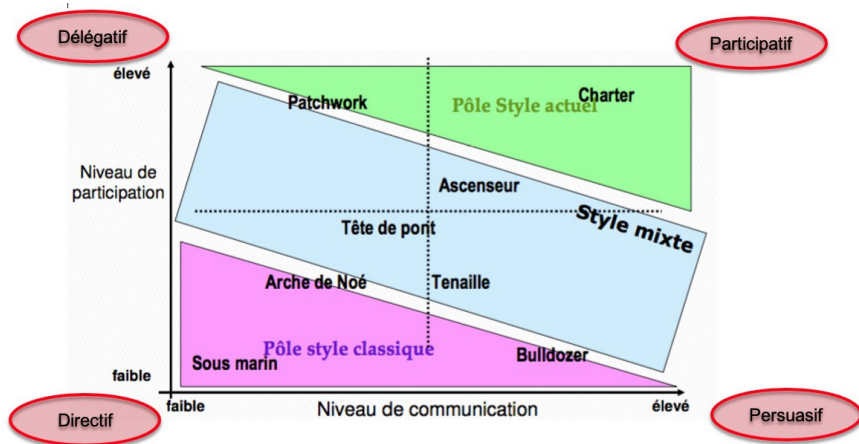 Délégatif
Participatif
élevé
Patchwork
Charter
Pôle Style actuel
Niveau de
participation
Ascenseur
Style mixte
Tête de pont
Arche de Noé
Tenaille
Pôle style classique
Bulldozer
Sous marin
faible
faible
Niveau de communication
élevé
Directif
Persuasif